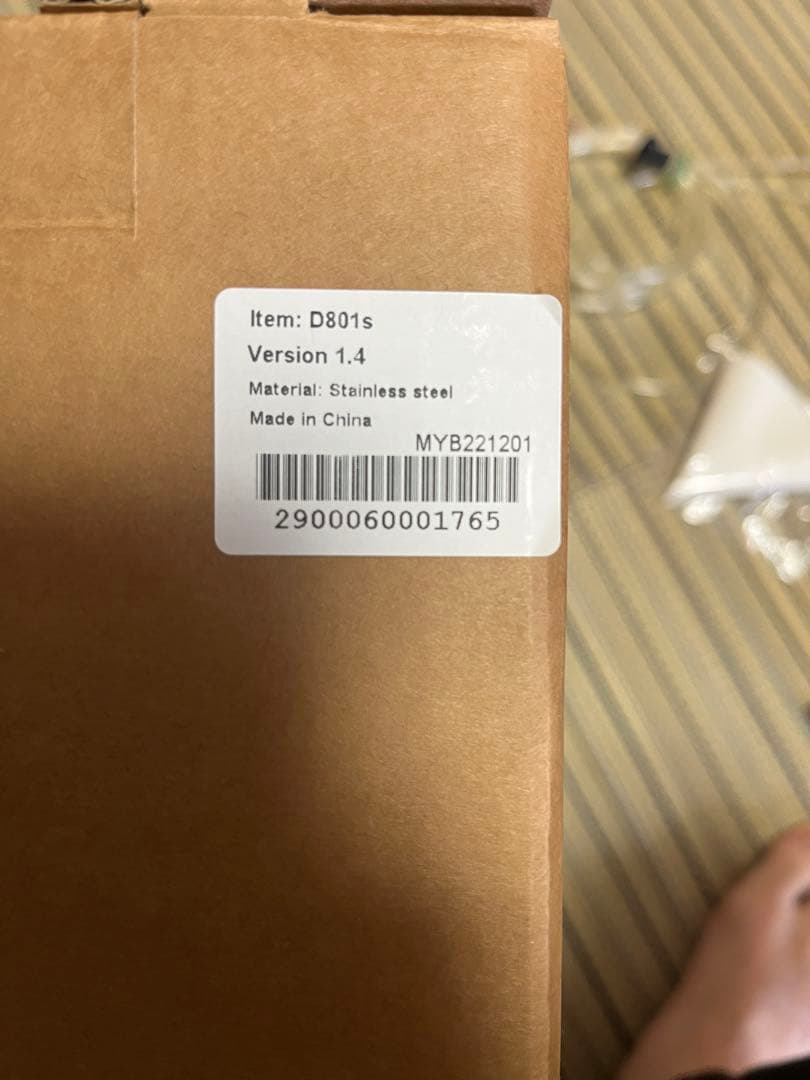 Item: D801s
Version 1.4
Material: Stainless steel
Made in China
MYB221201
2900060001765